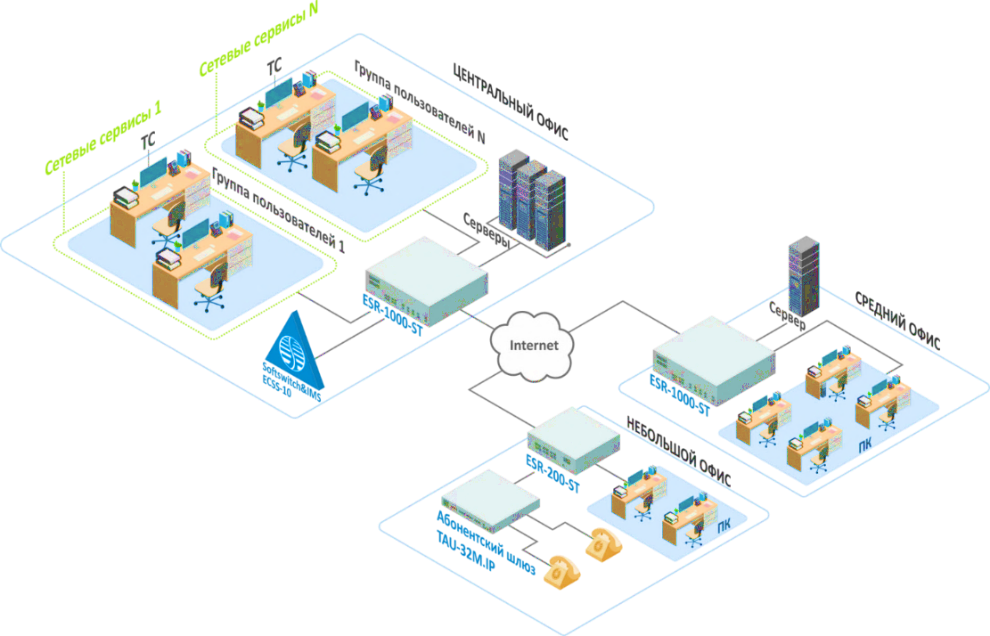 Сетевые сервисы N
ТС
Группа пользователей N
ЦЕНТРАЛЬНЫЙ ОФИС
Сетевые сервисы 1
ТС
Группа пользователей 1
Серверы
ESR-1000-ST
Softswitch&IMS
ECSS-10
Internet
Сервер
СРЕДНИЙ ОФИС
ESR-1000-ST
ПК
НЕБОЛЬШОЙ ОФИС
ESR-200-ST
ПК
Абонентский шлюз
TAU-32M.IP